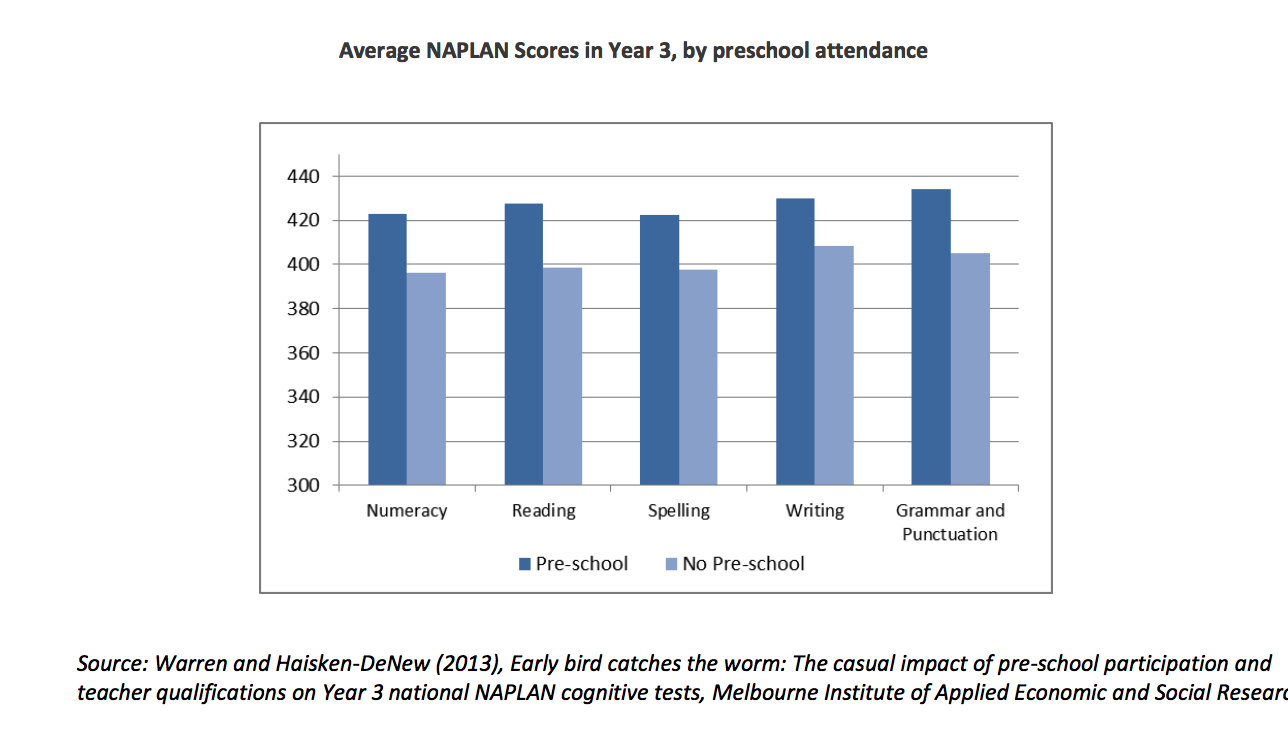 Average NAPLAN Scores in Year 3, by preschool attendance
440
420
400
380
360
340
320
300
Numeracy Reading Spelling Writing Grammar and
Punctuation
Pre-school No Pre-school
Source: Warren and Haisken-DeNew (2013), Early bird catches the worm: The casual impact of pre-school participation and
teacher qualifications on Year 3 national NAPLAN cognitive tests, Melbourne Institute of Applied Economic and Social